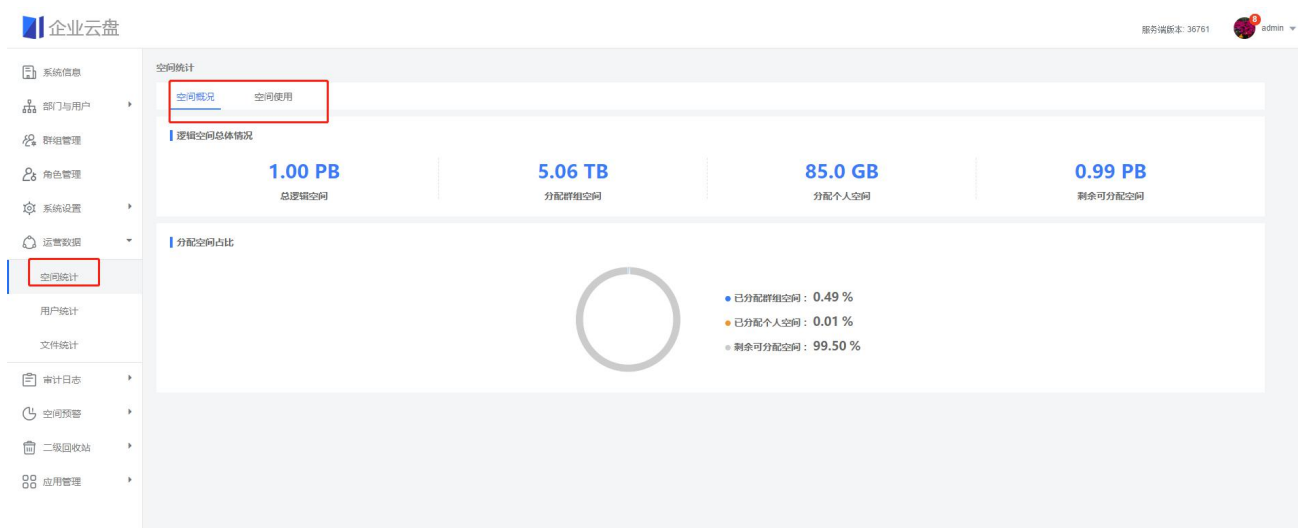 企业云盘
服务端版本: 36761
8
admin
系统信息
部门与用户
群组管理
角色管理
系统设置
运营数据
空间统计
用户统计
文件统计
审计日志
空间预警
二级回收站
应用管理
空间统计
空间概况 空间使用
逻辑空间总体情况
1.00 PB 5.06 TB 85.0 GB 0.99 PB
总逻辑空间 分配群组空间 分配个人空间 剩余可分配空间
分配空间占比
已分配群组空间： 0.49 %
已分配个人空间： 0.01 %
剩余可分配空间： 99.50 %